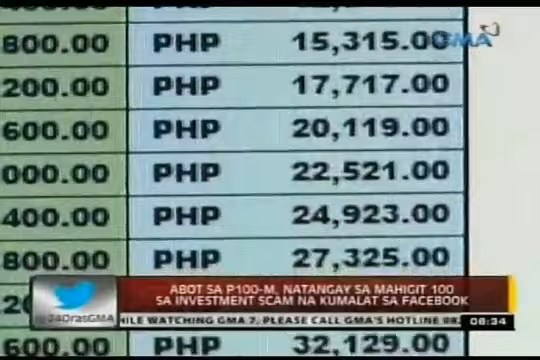 800.00 PHP 15,315.00
GMA
200.00 PHP 17,717.00
600.00 PHP 20,119.00
000.00 PHP 22,521.00
400.00 PHP 24,923.00
800.00 PHP 27,325.00
ABOT SA P100-M, NATANGAY SA MAHIGIT 100
SA INVESTMENT SCAM NA KUMALAT SA FACEBOOK
@24OrasGMA
WHILE WATCHING GMA 7, PLEASE CALL GMA'S HOTLINE
06:34
600.00 PHP 32,129.00